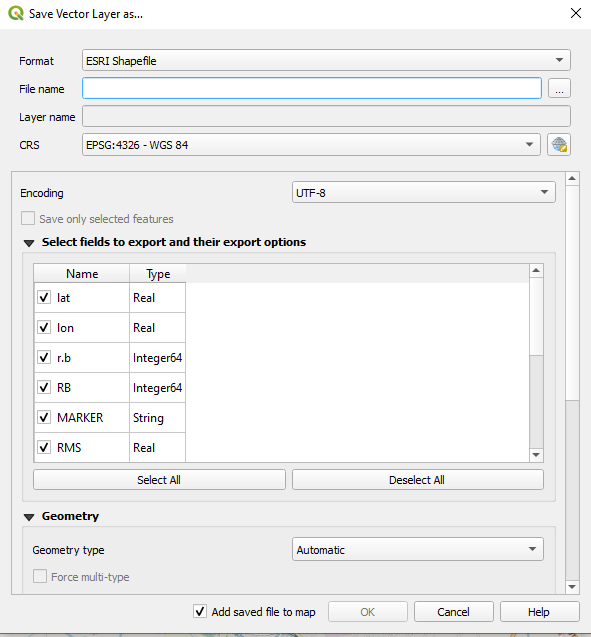 Save Vector Layer as...
Format ESRI Shapefile
File name ...
Layer name
CRS EPSG:4326 - WGS 84
Encoding UTF-8
Save only selected features
Select fields to export and their export options
Name Type
lat Real
lon Real
r.b Integer64
RB Integer64
MARKER String
RMS Real
Select All Deselect All
Geometry
Geometry type Automatic
Force multi-type
Add saved file to map OK Cancel Help